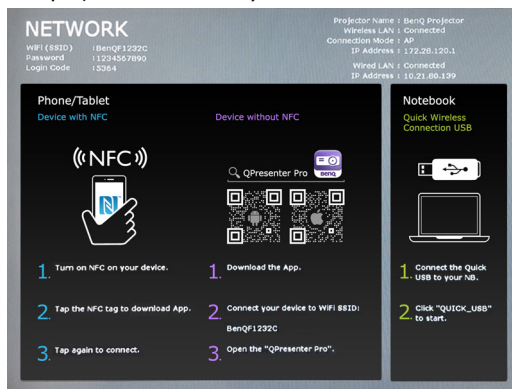 NETWORK
WiFi (SSID) :BenQF1232C
Password :1234567890
Login Code :5364
Projector Name : BenQ Projector
Wireless LAN : Connected
Connection Mode : AP
IP Address : 172.28.120.1
Wired LAN : Connected
IP Address : 10.21.80.139
Phone/Tablet
Device with NFC
NFC
N
1. Turn on NFC on your device.
2. Tap the NFC tag to download App.
3. Tap again to connect.
Device without NFC
QPresenter Pro
BenQ
1. Download the App.
2. Connect your device to WiFi SSID:
BenQF1232C
3. Open the "QPresenter Pro".
Notebook
Quick Wireless
Connection USB
1. Connect the Quick
USB to your NB.
2. Click "QUICK_USB"
to start.